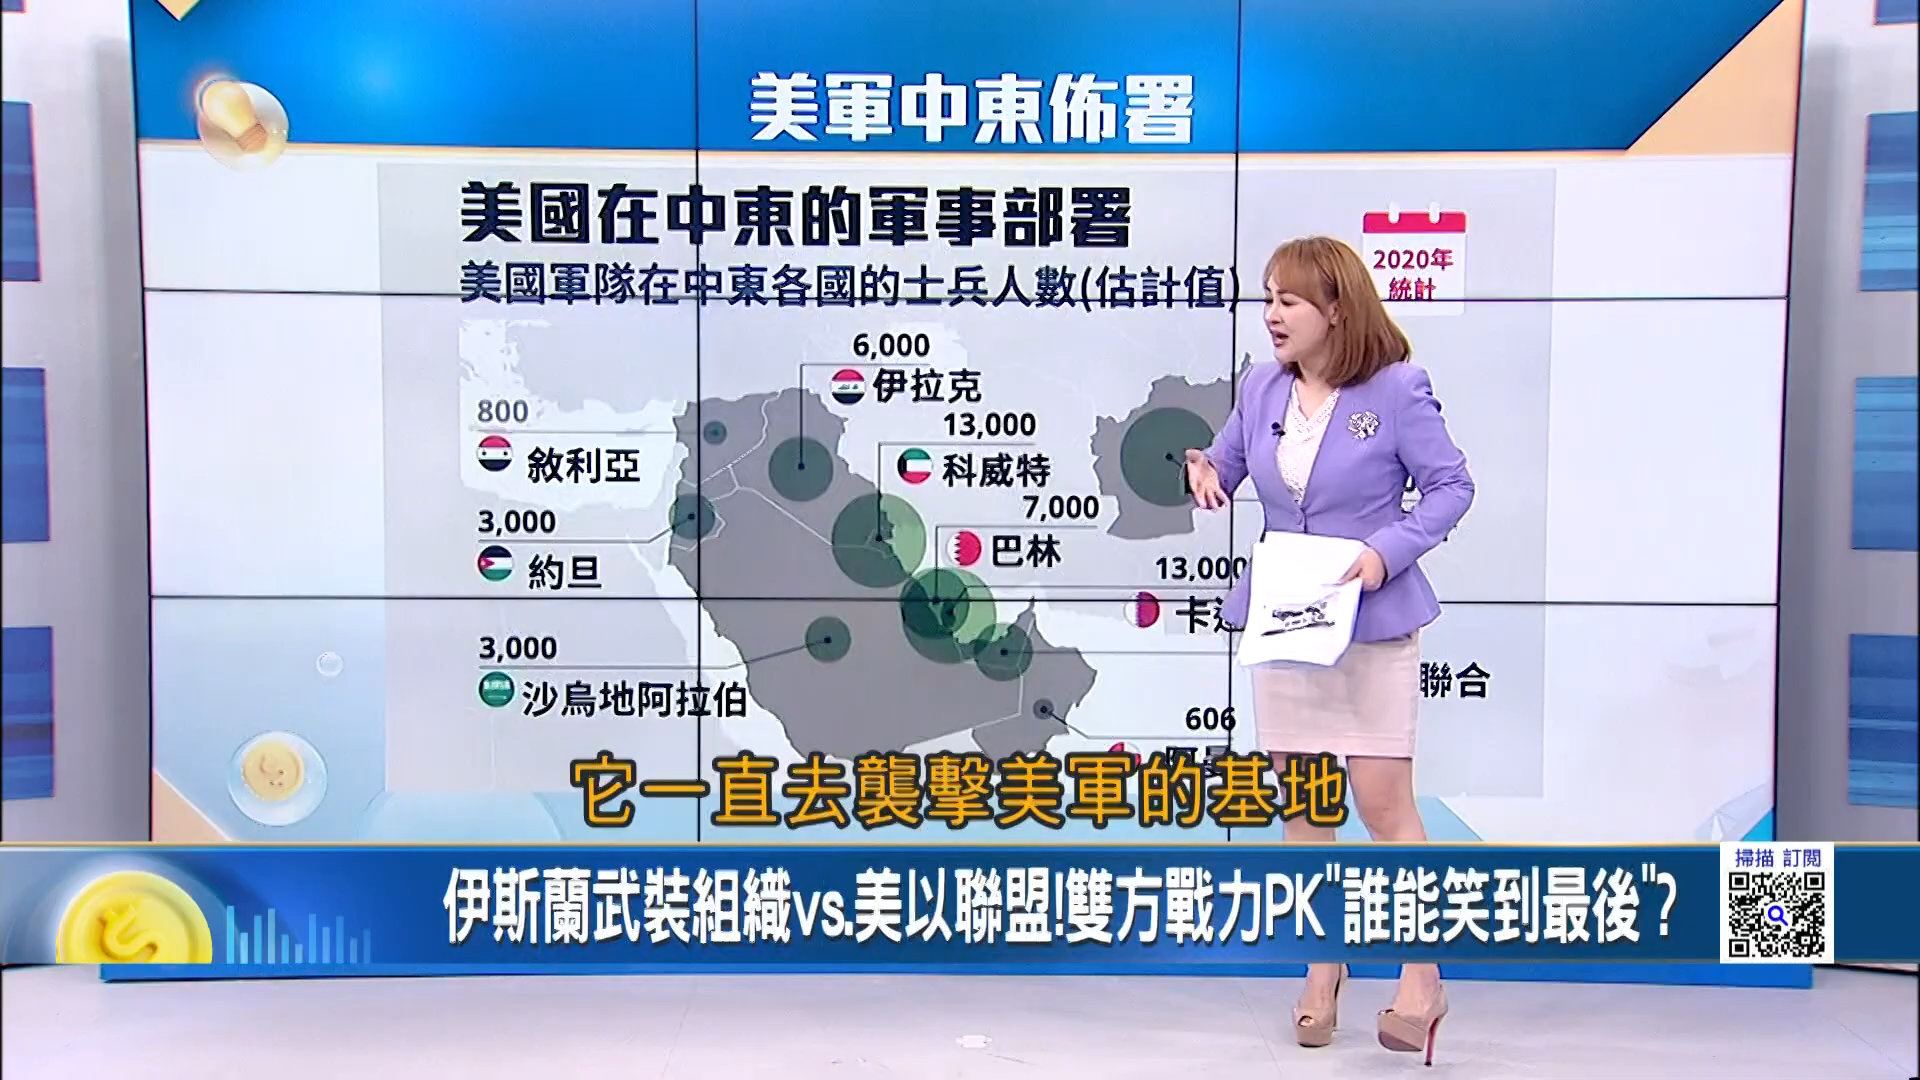 美軍中東佈署
美國在中東的軍事部署
美國軍隊在中東各國的士兵人數(估計值)
2020年
統計
6,000
伊拉克
800
敘利亞
13,000
科威特
3,000
約旦
7,000
巴林
13,000
卡
3,000
沙烏地阿拉伯
聯合
606
阿曼
它一直去襲擊美軍的基地
伊斯蘭武裝組織vs.美以聯盟!雙方戰力PK"誰能笑到最後"?
掃描 訂閱